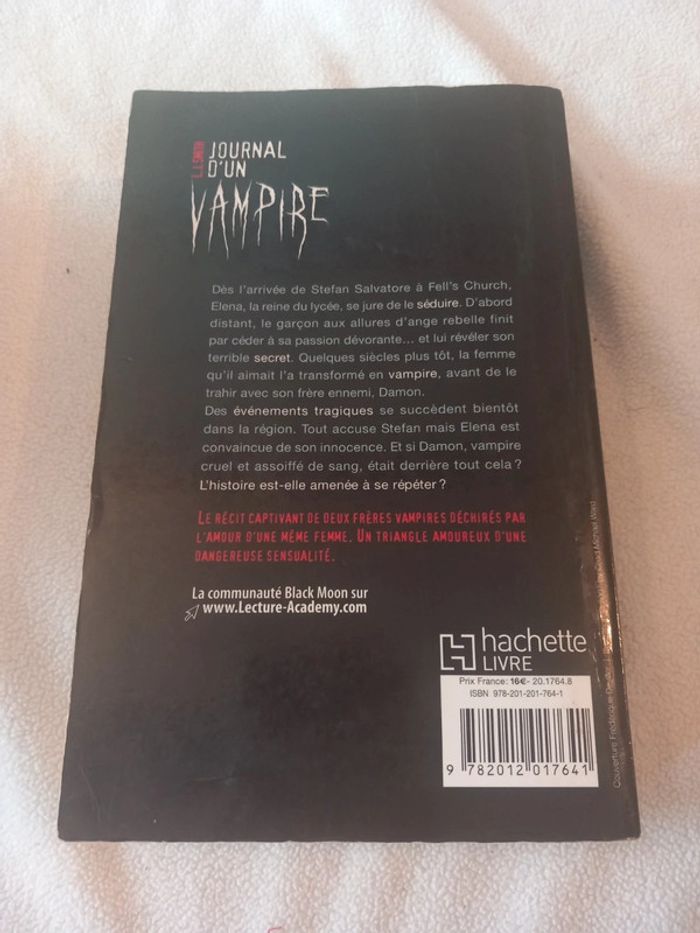 L.J. SMITH
JOURNAL
D'UN
VAMPIRE
Dès l'arrivée de Stefan Salvatore à Fell's Church,
Elena, la reine du lycée, se jure de le séduire. D'abord
distant, le garçon aux allures d'ange rebelle finit
par céder à sa passion dévorante... et lui révéler son
terrible secret. Quelques siècles plus tôt, la femme
qu'il aimait l'a transformé en vampire, avant de le
trahir avec son frère ennemi, Damon.
Des événements tragiques se succèdent bientôt
dans la région. Tout accuse Stefan mais Elena est
convaincue de son innocence. Et si Damon, vampire
cruel et assoiffé de sang, était derrière tout cela ?
L'histoire est-elle amenée à se répéter ?
LE RÉCIT CAPTIVANT DE DEUX FRÈRES VAMPIRES DÉCHIRÉS PAR
L'AMOUR D'UNE MÊME FEMME. UN TRIANGLE AMOUREUX D'UNE
DANGEREUSE SENSUALITÉ.
La communauté Black Moon sur
www.Lecture-Academy.com
hachette
LIVRE
Prix France: 16€- 20.1764.8
ISBN 978-201-201-764-1
9 782012 017641
Couverture Frédérique Michael Ward